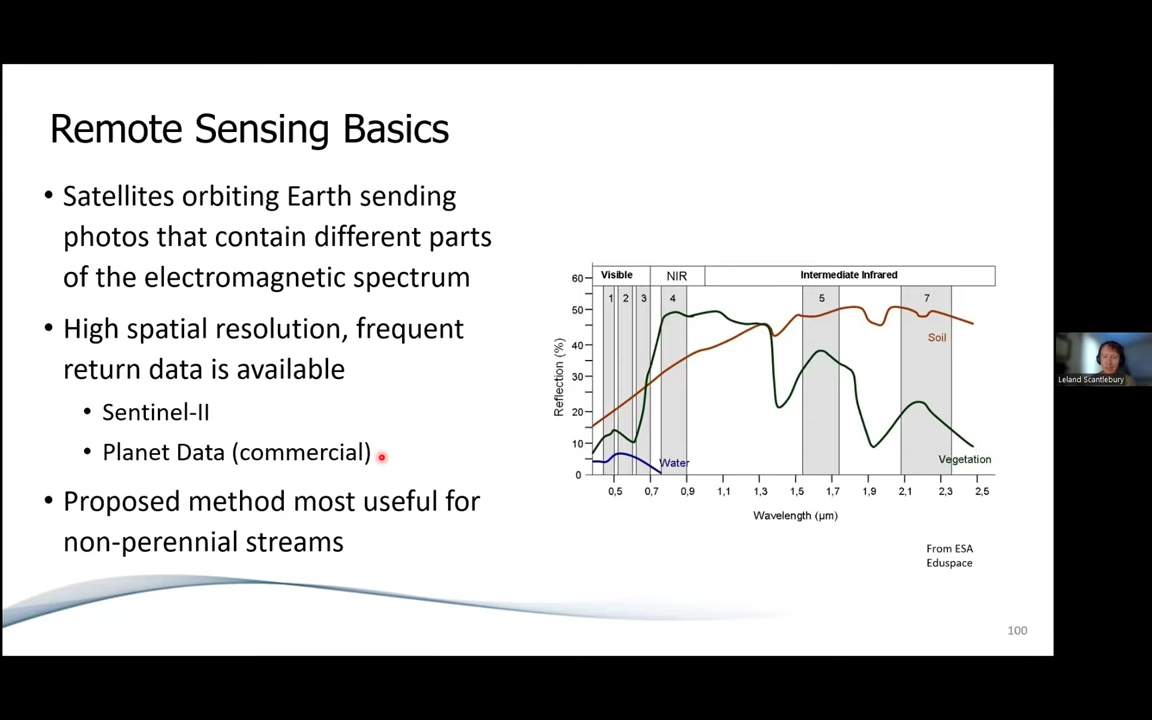 Remote Sensing Basics
• Satellites orbiting Earth sending
photos that contain different parts
of the electromagnetic spectrum
• High spatial resolution, frequent
return data is available
• Sentinel-II
• Planet Data (commercial)
• Proposed method most useful for
non-perennial streams
Visible NIR Intermediate Infrared
1 2 3 4 5 7
60
50
40
30
20
10
0
Reflection (%)
Soil
Water
Vegetation
0,5 0,7 0,9 1,1 1,3 1,5 1,7 1,9 2,1 2,3 2,5
Wavelength (µm)
From ESA
Eduspace
100
Leland Scantlebury